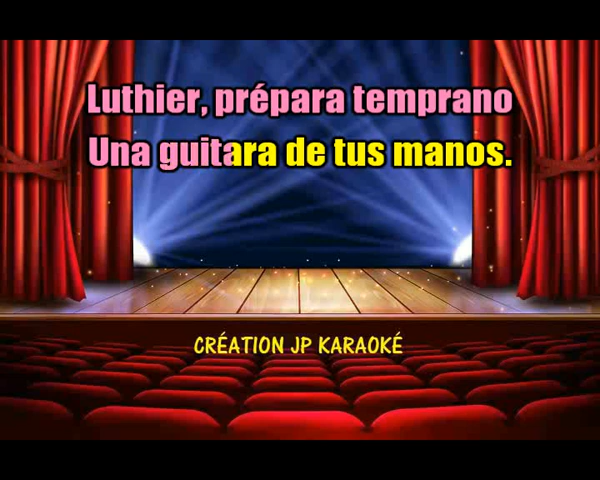 Luthier, prépara temprano
Una guitara de tus manos.
CRÉATION JP KARAOKÉ